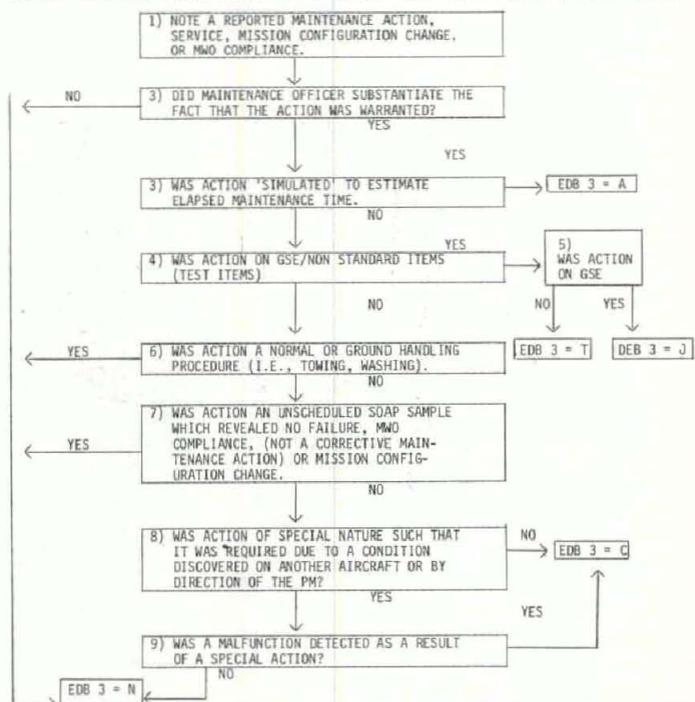 1) NOTE A REPORTED MAINTENANCE ACTION,
SERVICE, MISSION CONFIGURATION CHANGE,
OR MWO COMPLIANCE.
NO
3) DID MAINTENANCE OFFICER SUBSTANTIATE THE
FACT THAT THE ACTION WAS WARRANTED?
YES
YES
3) WAS ACTION 'SIMULATED' TO ESTIMATE
ELAPSED MAINTENANCE TIME.
EDB 3 = A
NO
YES
4) WAS ACTION ON GSE/NON STANDARD ITEMS
(TEST ITEMS)
5)
WAS ACTION
ON GSE
NO
NO
YES
EDB 3 = T
DEB 3 = J
YES
6) WAS ACTION A NORMAL OR GROUND HANDLING
PROCEDURE (I.E., TOWING, WASHING).
NO
7) WAS ACTION AN UNSCHEDULED SOAP SAMPLE
WHICH REVEALED NO FAILURE, MWO
COMPLIANCE, (NOT A CORRECTIVE MAIN-
TENANCE ACTION) OR MISSION CONFIG-
URATION CHANGE.
YES
NO
8) WAS ACTION OF SPECIAL NATURE SUCH THAT
IT WAS REQUIRED DUE TO A CONDITION
DISCOVERED ON ANOTHER AIRCRAFT OR BY
DIRECTION OF THE PM?
NO
EDB 3 = C
YES
YES
9) WAS A MALFUNCTION DETECTED AS A RESULT
OF A SPECIAL ACTION?
NO
EDB 3 = N